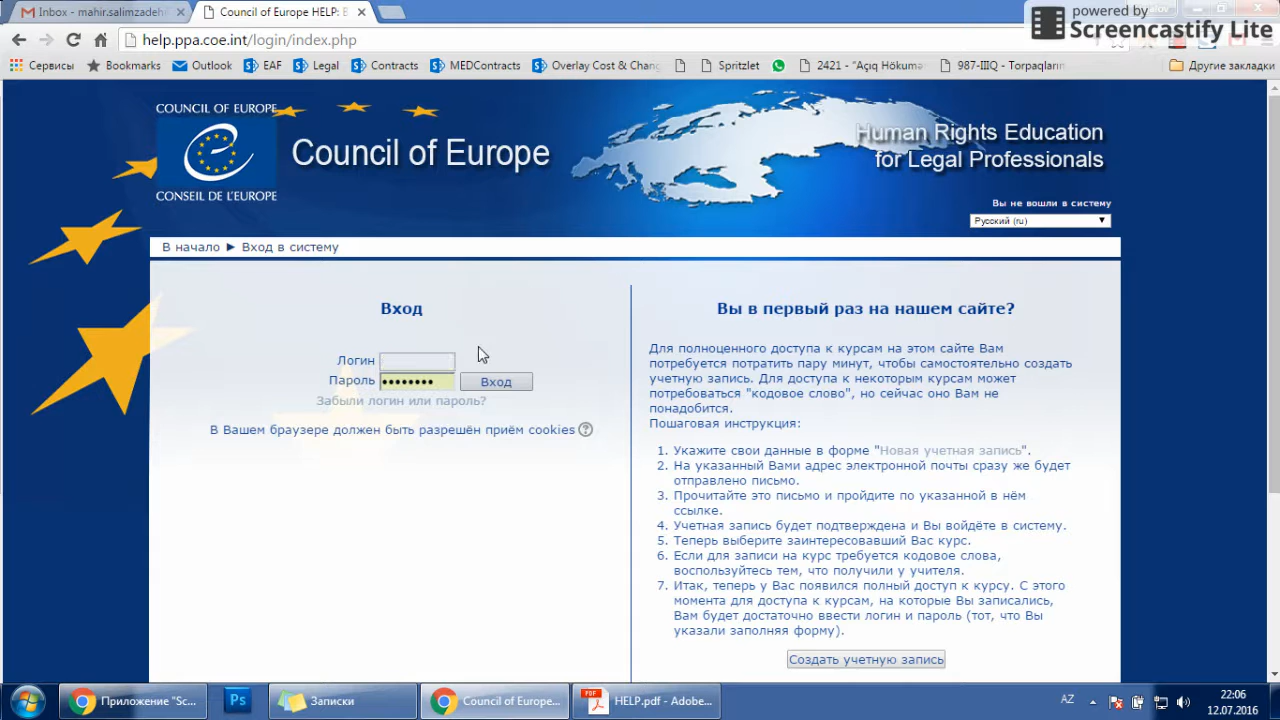 Inbox - mahir.salimzadeh
Council of Europe HELP:
powered by
Screencastify Lite
help.ppa.coe.int/login/index.php
Сервисы Bookmarks Outlook EAF Legal Contracts MEDContracts Overlay Cost & Chang Spritzlet 2421 - "Açıq Hökumə 987-IIIQ - Torpaqların Другие закладки
COUNCIL OF EUROPE
CONSEIL DE L'EUROPE
Council of Europe
Human Rights Education
for Legal Professionals
Вы не вошли в систему
Русский (ru)
В начало ► Вход в систему
Вход
Логин
Пароль •••••••• Вход
Забыли логин или пароль?
В Вашем браузере должен быть разрешён приём cookies ?
Вы в первый раз на нашем сайте?
Для полноценного доступа к курсам на этом сайте Вам
потребуется потратить пару минут, чтобы самостоятельно создать
учетную запись. Для доступа к некоторым курсам может
потребоваться "кодовое слово", но сейчас оно Вам не
понадобится.
Пошаговая инструкция:
1. Укажите свои данные в форме "Новая учетная запись".
2. На указанный Вами адрес электронной почты сразу же будет
отправлено письмо.
3. Прочитайте это письмо и пройдите по указанной в нём
ссылке.
4. Учетная запись будет подтверждена и Вы войдёте в систему.
5. Теперь выберите заинтересовавший Вас курс.
6. Если для записи на курс требуется кодовое слова,
воспользуйтесь тем, что получили у учителя.
7. Итак, теперь у Вас появился полный доступ к курсу. С этого
момента для доступа к курсам, на которые Вы записались,
Вам будет достаточно ввести логин и пароль (тот, что Вы
указали заполняя форму).
Создать учетную запись
Приложение "Sc... Ps Записки Council of Europe... HELP.pdf - Adobe... AZ 22:06
12.07.2016